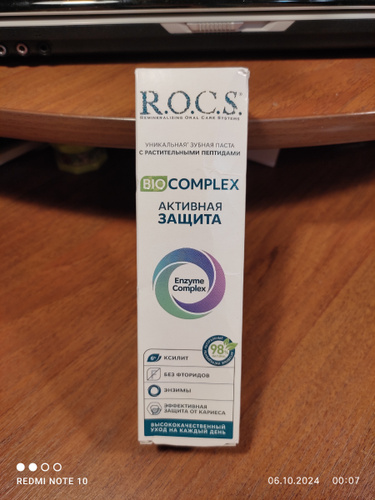 R.O.C.S.
Remineralising Oral Care Systems
УНИКАЛЬНАЯ ЗУБНАЯ ПАСТА
С РАСТИТЕЛЬНЫМИ ПЕПТИДАМИ
BIOCOMPLEX
АКТИВНАЯ
ЗАЩИТА
Enzyme
Complex
98%
КСИЛИТ
БЕЗ ФТОРИДОВ
ЭНЗИМЫ
ЭФФЕКТИВНАЯ
ЗАЩИТА ОТ КАРИЕСА
ВЫСОКОКАЧЕСТВЕННЫЙ
УХОД НА КАЖДЫЙ ДЕНЬ
REDMI NOTE 10
06.10.2024 00:07